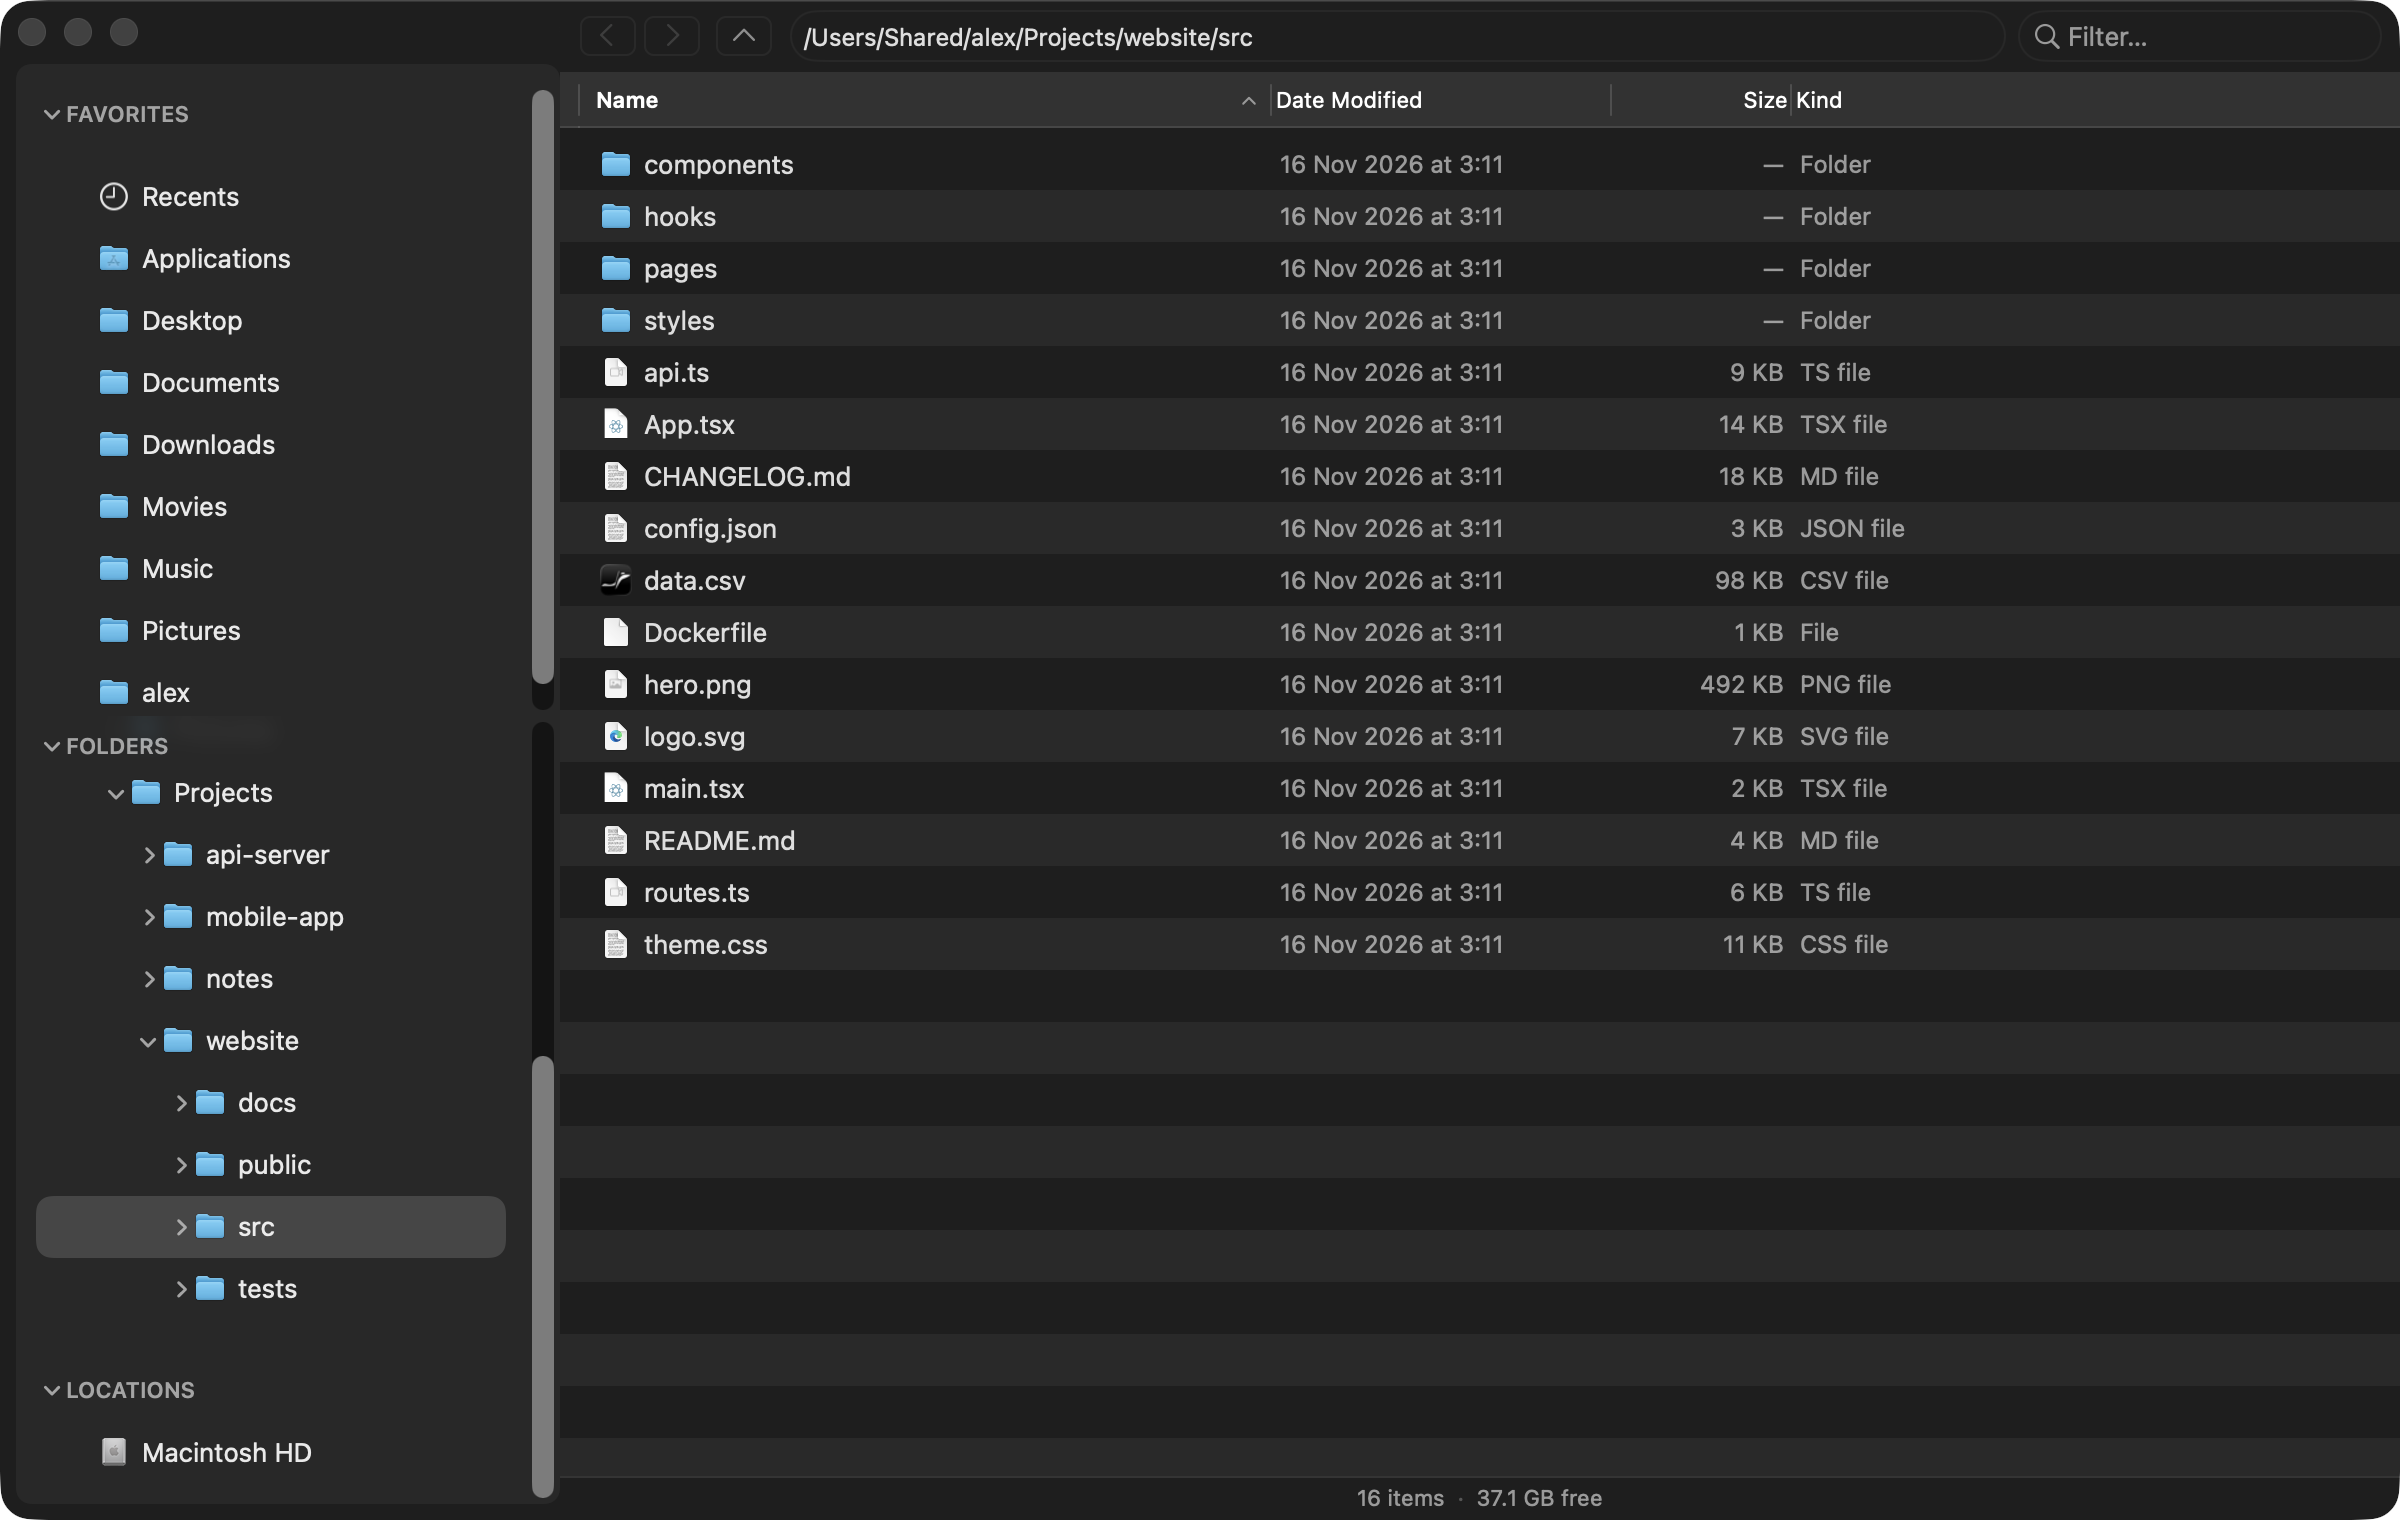 /Users/Shared/alex/Projects/website/src
Filter...
FAVORITES
Recents
Applications
Desktop
Documents
Downloads
Movies
Music
Pictures
alex
FOLDERS
Projects
api-server
mobile-app
notes
website
docs
public
src
tests
LOCATIONS
Macintosh HD
Name Date Modified Size Kind
components 16 Nov 2026 at 3:11 — Folder
hooks 16 Nov 2026 at 3:11 — Folder
pages 16 Nov 2026 at 3:11 — Folder
styles 16 Nov 2026 at 3:11 — Folder
api.ts 16 Nov 2026 at 3:11 9 KB TS file
App.tsx 16 Nov 2026 at 3:11 14 KB TSX file
CHANGELOG.md 16 Nov 2026 at 3:11 18 KB MD file
config.json 16 Nov 2026 at 3:11 3 KB JSON file
data.csv 16 Nov 2026 at 3:11 98 KB CSV file
Dockerfile 16 Nov 2026 at 3:11 1 KB File
hero.png 16 Nov 2026 at 3:11 492 KB PNG file
logo.svg 16 Nov 2026 at 3:11 7 KB SVG file
main.tsx 16 Nov 2026 at 3:11 2 KB TSX file
README.md 16 Nov 2026 at 3:11 4 KB MD file
routes.ts 16 Nov 2026 at 3:11 6 KB TS file
theme.css 16 Nov 2026 at 3:11 11 KB CSS file
16 items · 37.1 GB free